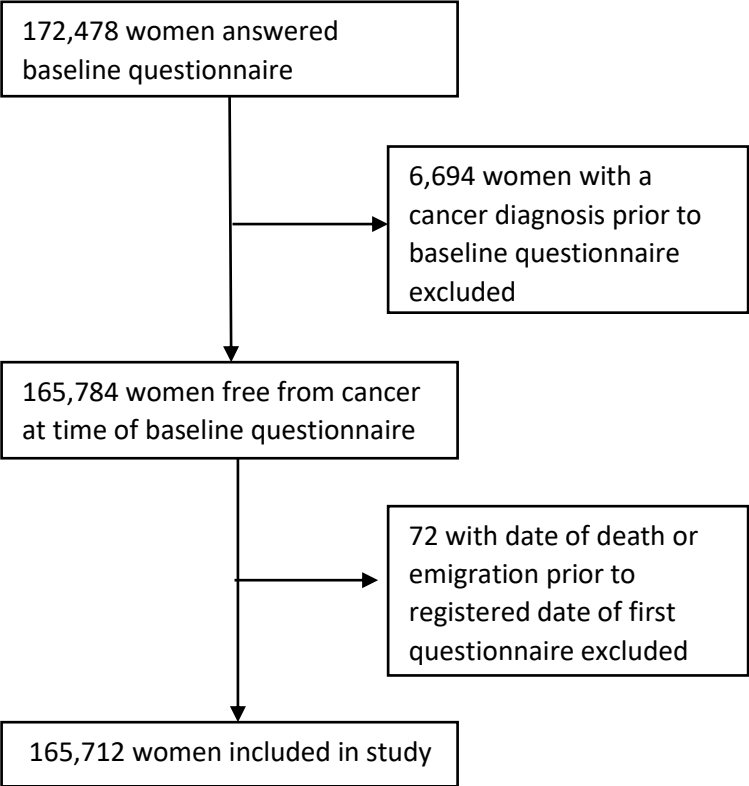 172,478 women answered
baseline questionnaire
6,694 women with a
cancer diagnosis prior to
baseline questionnaire
excluded
165,784 women free from cancer
at time of baseline questionnaire
72 with date of death or
emigration prior to
registered date of first
questionnaire excluded
165,712 women included in study